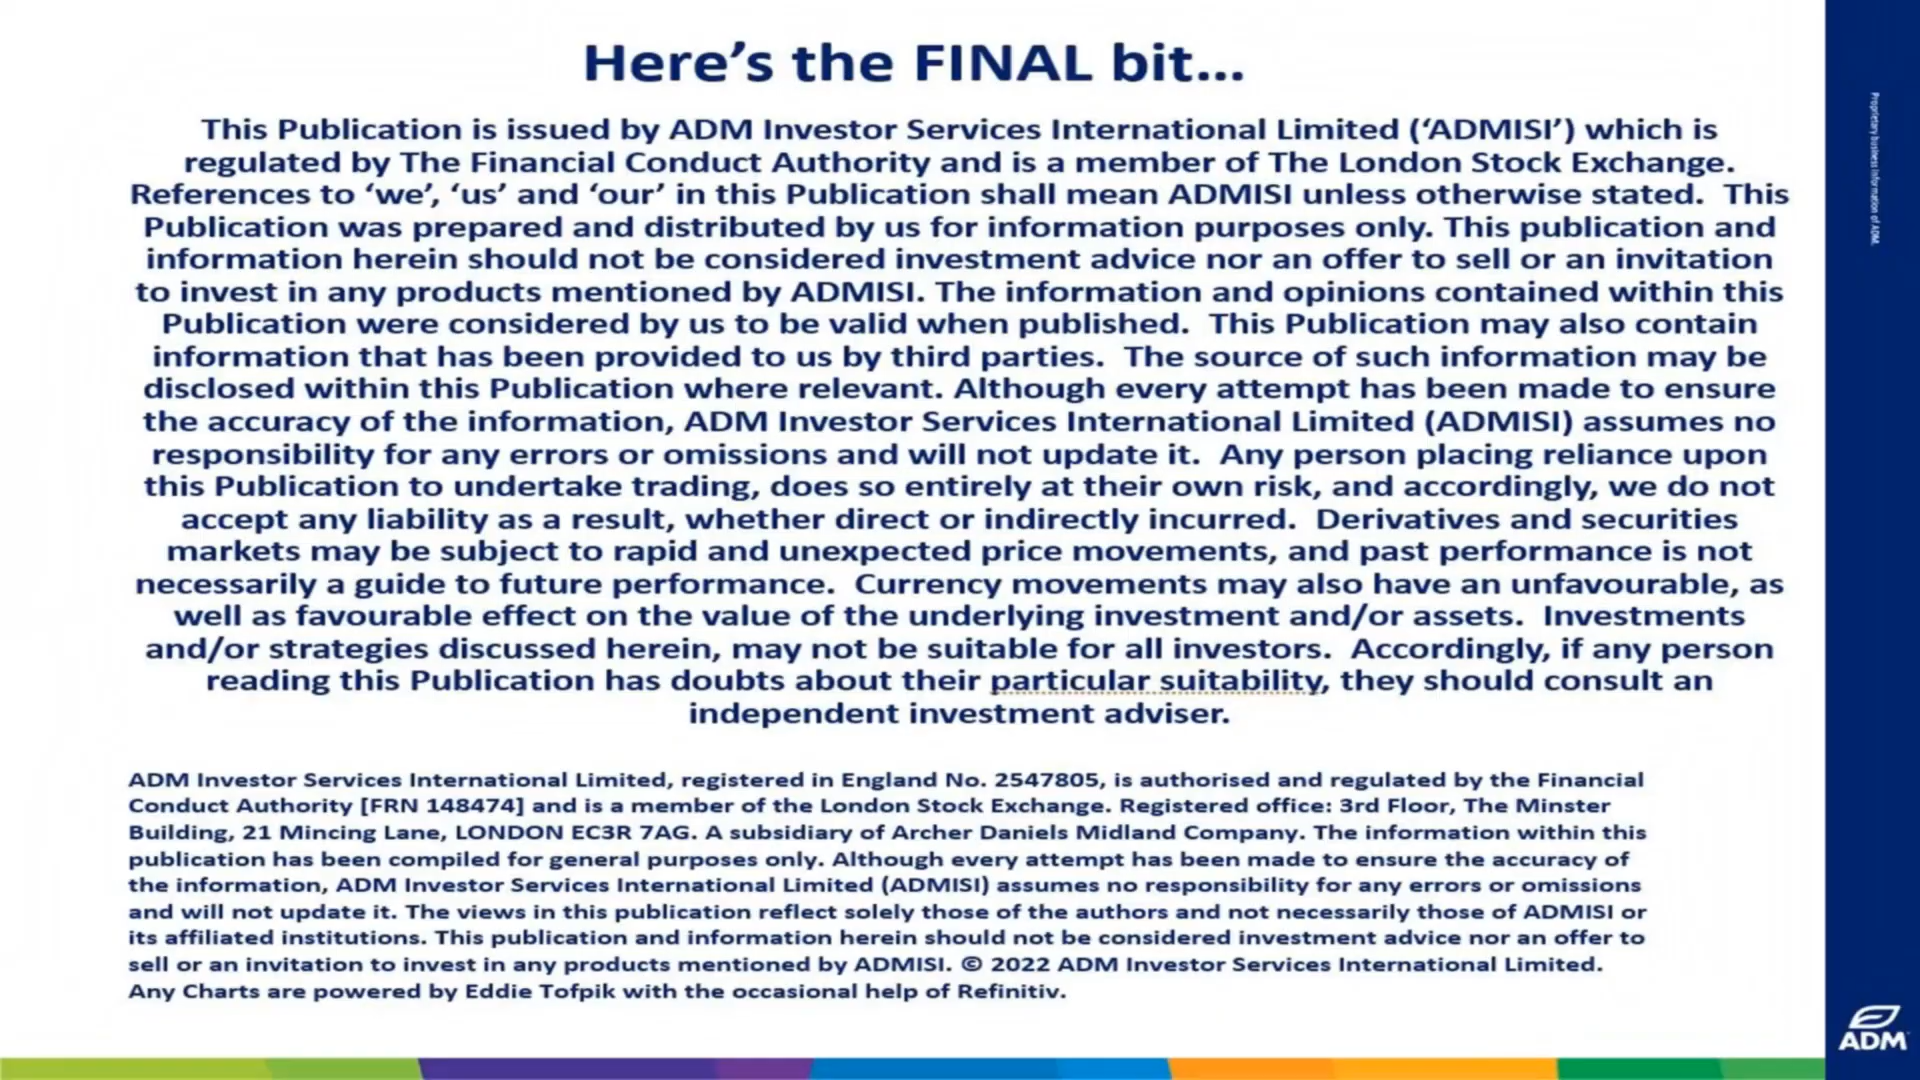 Here’s the FINAL bit...
This Publication is issued by ADM Investor Services International Limited (‘ADMISI’) which is
regulated by The Financial Conduct Authority and is a member of The London Stock Exchange.
References to ‘we’, ‘us’ and ‘our’ in this Publication shall mean ADMISI unless otherwise stated.  This
Publication was prepared and distributed by us for information purposes only. This publication and
information herein should not be considered investment advice nor an offer to sell or an invitation
to invest in any products mentioned by ADMISI. The information and opinions contained within this
Publication were considered by us to be valid when published.  This Publication may also contain
information that has been provided to us by third parties.  The source of such information may be
disclosed within this Publication where relevant. Although every attempt has been made to ensure
the accuracy of the information, ADM Investor Services International Limited (ADMISI) assumes no
responsibility for any errors or omissions and will not update it.  Any person placing reliance upon
this Publication to undertake trading, does so entirely at their own risk, and accordingly, we do not
accept any liability as a result, whether direct or indirectly incurred.  Derivatives and securities
markets may be subject to rapid and unexpected price movements, and past performance is not
necessarily a guide to future performance.  Currency movements may also have an unfavourable, as
well as favourable effect on the value of the underlying investment and/or assets.  Investments
and/or strategies discussed herein, may not be suitable for all investors.  Accordingly, if any person
reading this Publication has doubts about their particular suitability, they should consult an
independent investment adviser.
ADM Investor Services International Limited, registered in England No. 2547805, is authorised and regulated by the Financial
Conduct Authority [FRN 148474] and is a member of the London Stock Exchange. Registered office: 3rd Floor, The Minster
Building, 21 Mincing Lane, LONDON EC3R 7AG. A subsidiary of Archer Daniels Midland Company. The information within this
publication has been compiled for general purposes only. Although every attempt has been made to ensure the accuracy of
the information, ADM Investor Services International Limited (ADMISI) assumes no responsibility for any errors or omissions
and will not update it. The views in this publication reflect solely those of the authors and not necessarily those of ADMISI or
its affiliated institutions. This publication and information herein should not be considered investment advice nor an offer to
sell or an invitation to invest in any products mentioned by ADMISI. © 2022 ADM Investor Services International Limited.
Any Charts are powered by Eddie Tofpik with the occasional help of Refinitiv.
Proprietary business information of ADM.
ADM